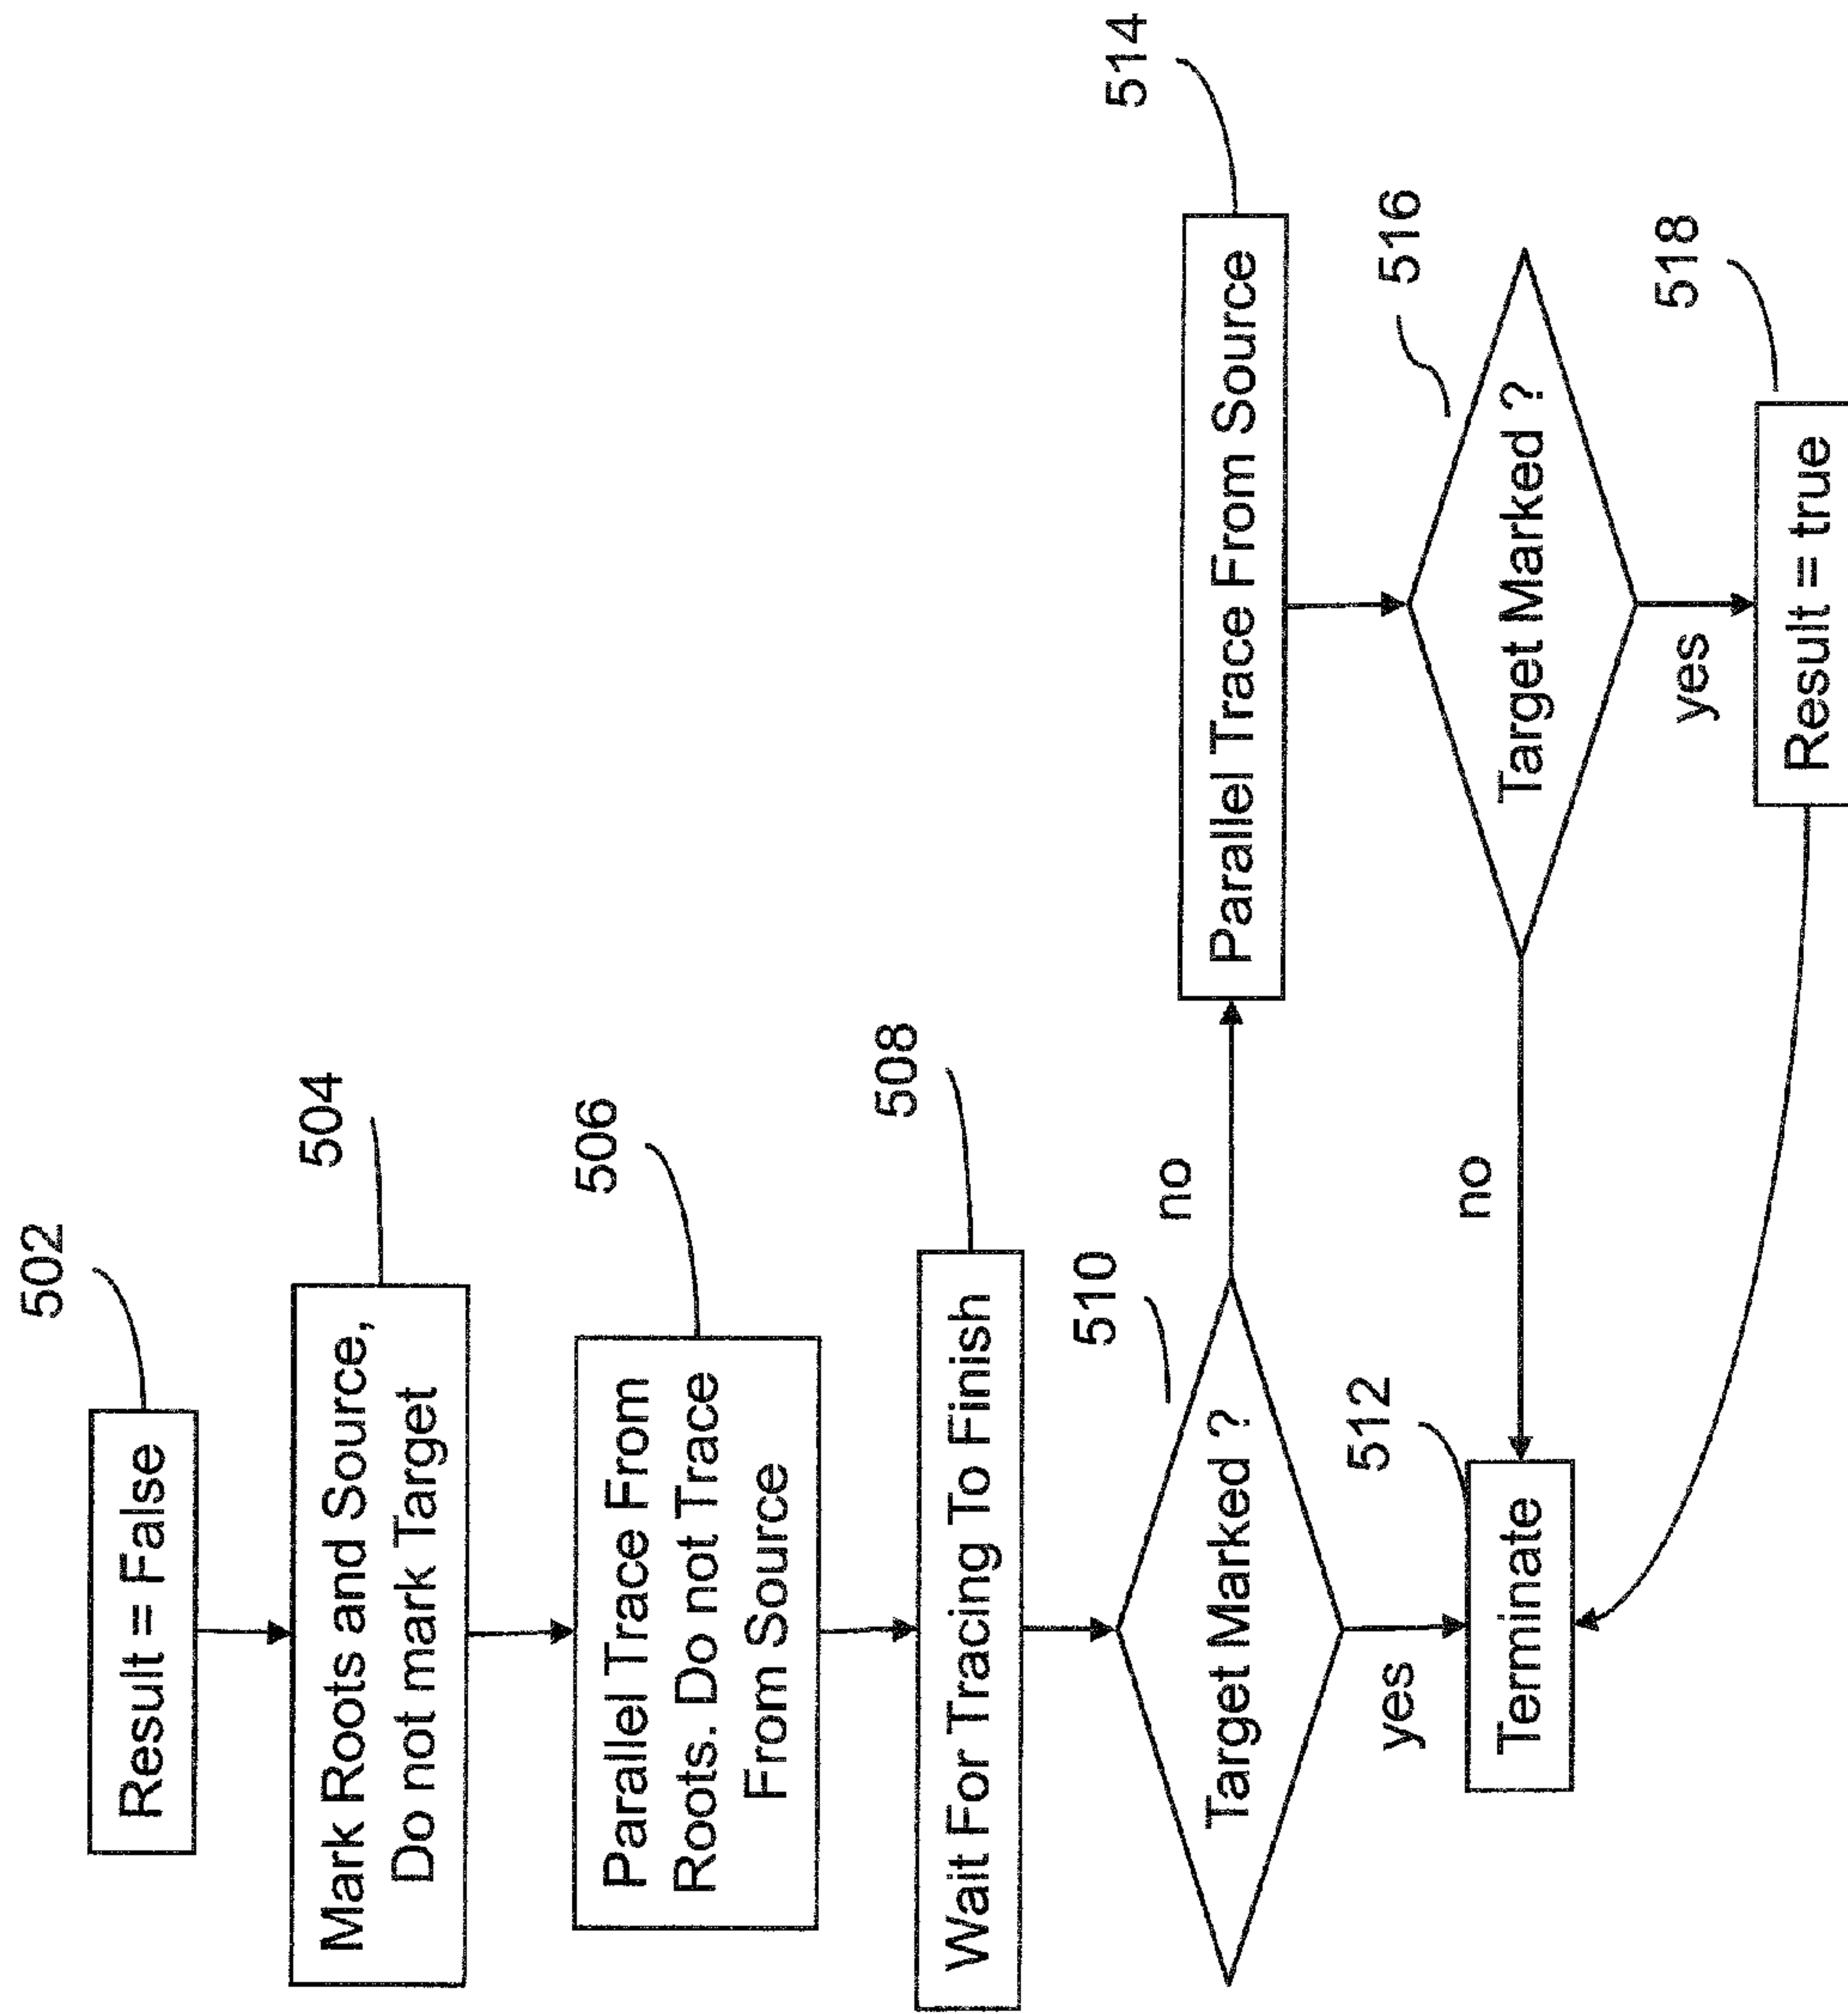 502
Result = False
504
Mark Roots and Source,
Do not mark Target
506
Parallel Trace From
Roots. Do not Trace
From Source
508
Wait For Tracing To Finish
510
Target Marked ?
no
yes
512
Terminate
514
Parallel Trace From Source
516
Target Marked ?
no
yes
518
Result = true